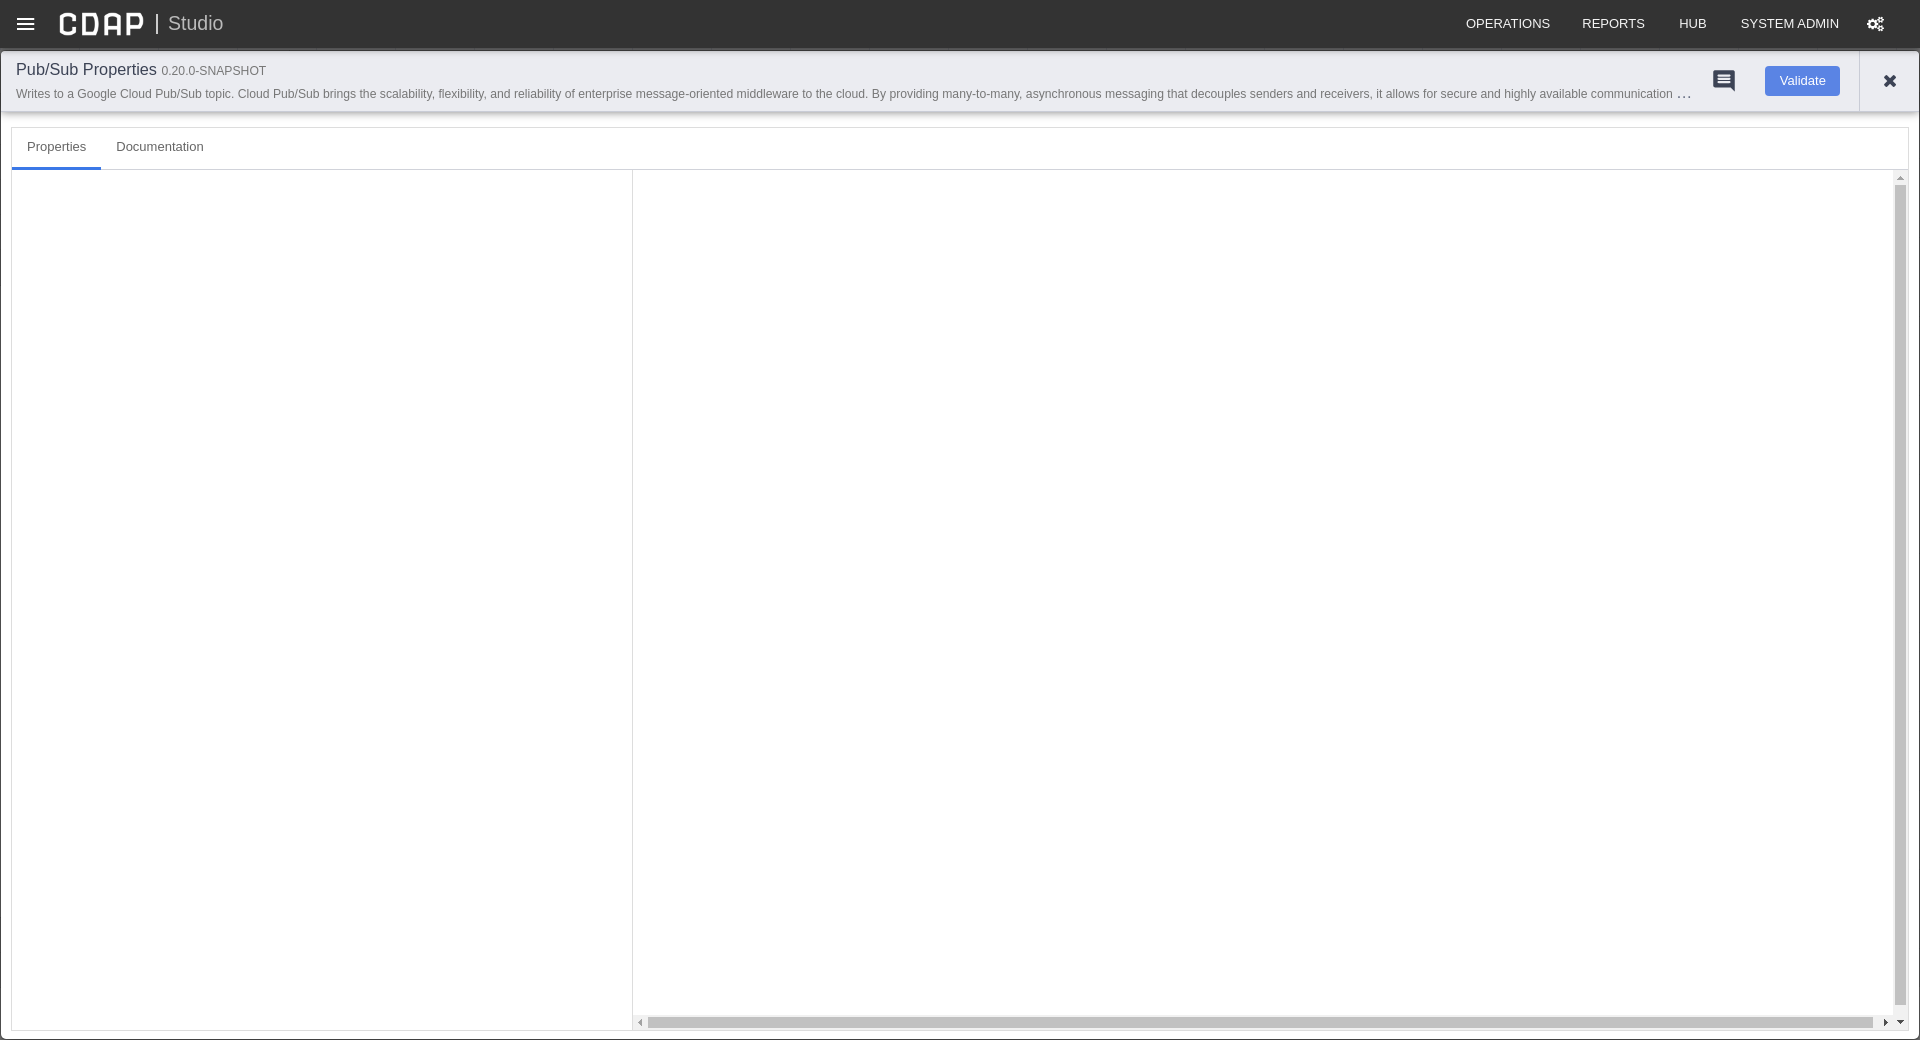 CDAP | Studio
OPERATIONS REPORTS HUB SYSTEM ADMIN
Pub/Sub Properties 0.20.0-SNAPSHOT
Writes to a Google Cloud Pub/Sub topic. Cloud Pub/Sub brings the scalability, flexibility, and reliability of enterprise message-oriented middleware to the cloud. By providing many-to-many, asynchronous messaging that decouples senders and receivers, it allows for secure and highly available communication ...
Validate
Properties Documentation